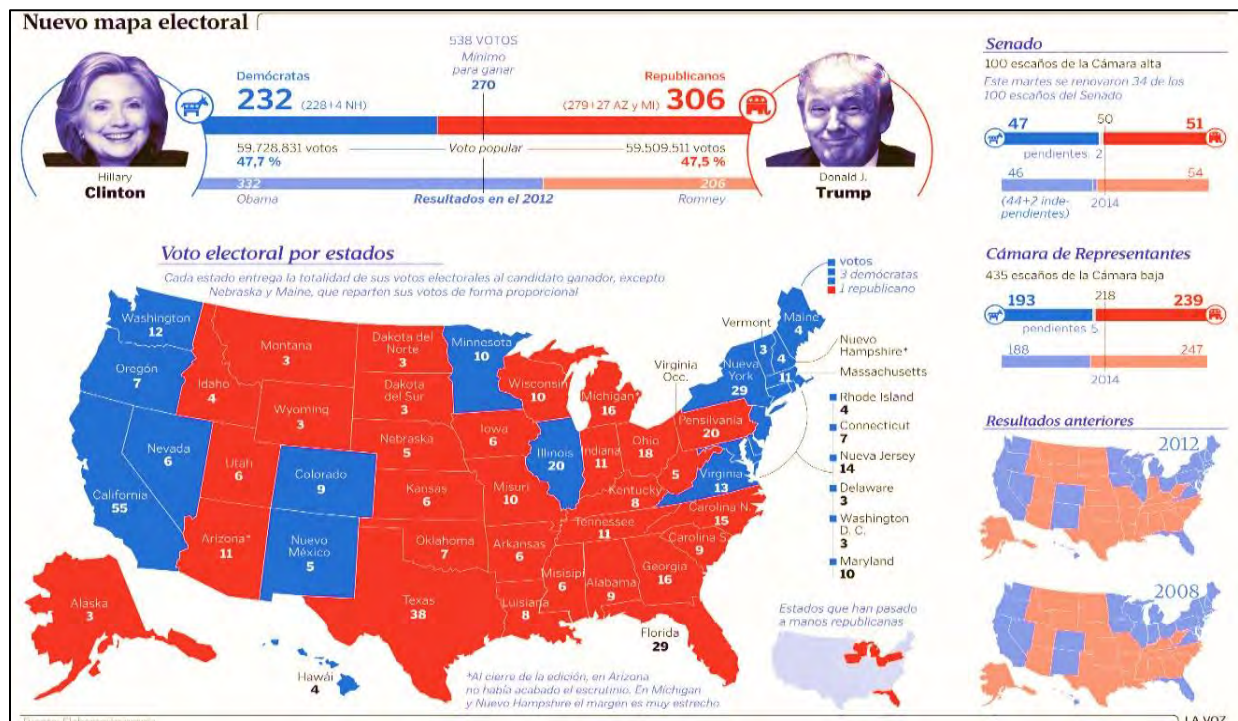 Nuevo mapa electoral
538 VOTOS
Mínimo
para ganar
270
Demócratas
232 (228+4 NH)
Republicanos
(279+27 AZ y MI) 306
59.728.831 votos
47,7 %
Voto popular
59.509.511 votos
47,5 %
Hillary
Clinton
Donald J.
Trump
332
Obama
Resultados en el 2012
206
Romney
Senado
100 escaños de la Cámara alta
Este martes se renovaron 34 de los
100 escaños del Senado
47
50
51
pendientes: 2
46
54
(44+2 inde-
pendientes)
2014
Cámara de Representantes
435 escaños de la Cámara baja
193
218
239
pendientes 5
188
247
2014
Resultados anteriores
2012
2008
Voto electoral por estados
Cada estado entrega la totalidad de sus votos electorales al candidato ganador, excepto
Nebraska y Maine, que reparten sus votos de forma proporcional
votos
3 demócratas
1 republicano
Washington
12
Oregón
7
California
55
Nevada
6
Idaho
4
Montana
3
Wyoming
3
Utah
6
Colorado
9
Arizona*
11
Nuevo
México
5
Dakota del
Norte
3
Dakota
del Sur
3
Nebraska
5
Kansas
6
Oklahoma
7
Texas
38
Minnesota
10
Iowa
6
Misuri
10
Arkansas
6
Luisiana
8
Wisconsin
10
Illinois
20
Michigan*
16
Indiana
11
Ohio
18
Kentucky
8
Tennessee
11
Misisipi
6
Alabama
9
Georgia
16
Florida
29
Carolina S.
9
Carolina N.
15
Virginia
13
Virginia
Occ.
5
Pensilvania
20
Nueva
York
29
Vermont
3
Maine
4
Nuevo
Hampshire*
4
Massachusetts
11
Rhode Island
4
Connecticut
7
Nueva Jersey
14
Delaware
3
Washington
D. C.
3
Maryland
10
Alaska
3
Hawái
4
*Al cierre de la edición, en Arizona
no había acabado el escrutinio. En Míchigan
y Nuevo Hampshire el margen es muy estrecho
Estados que han pasado
a manos republicanas
LA VOZ